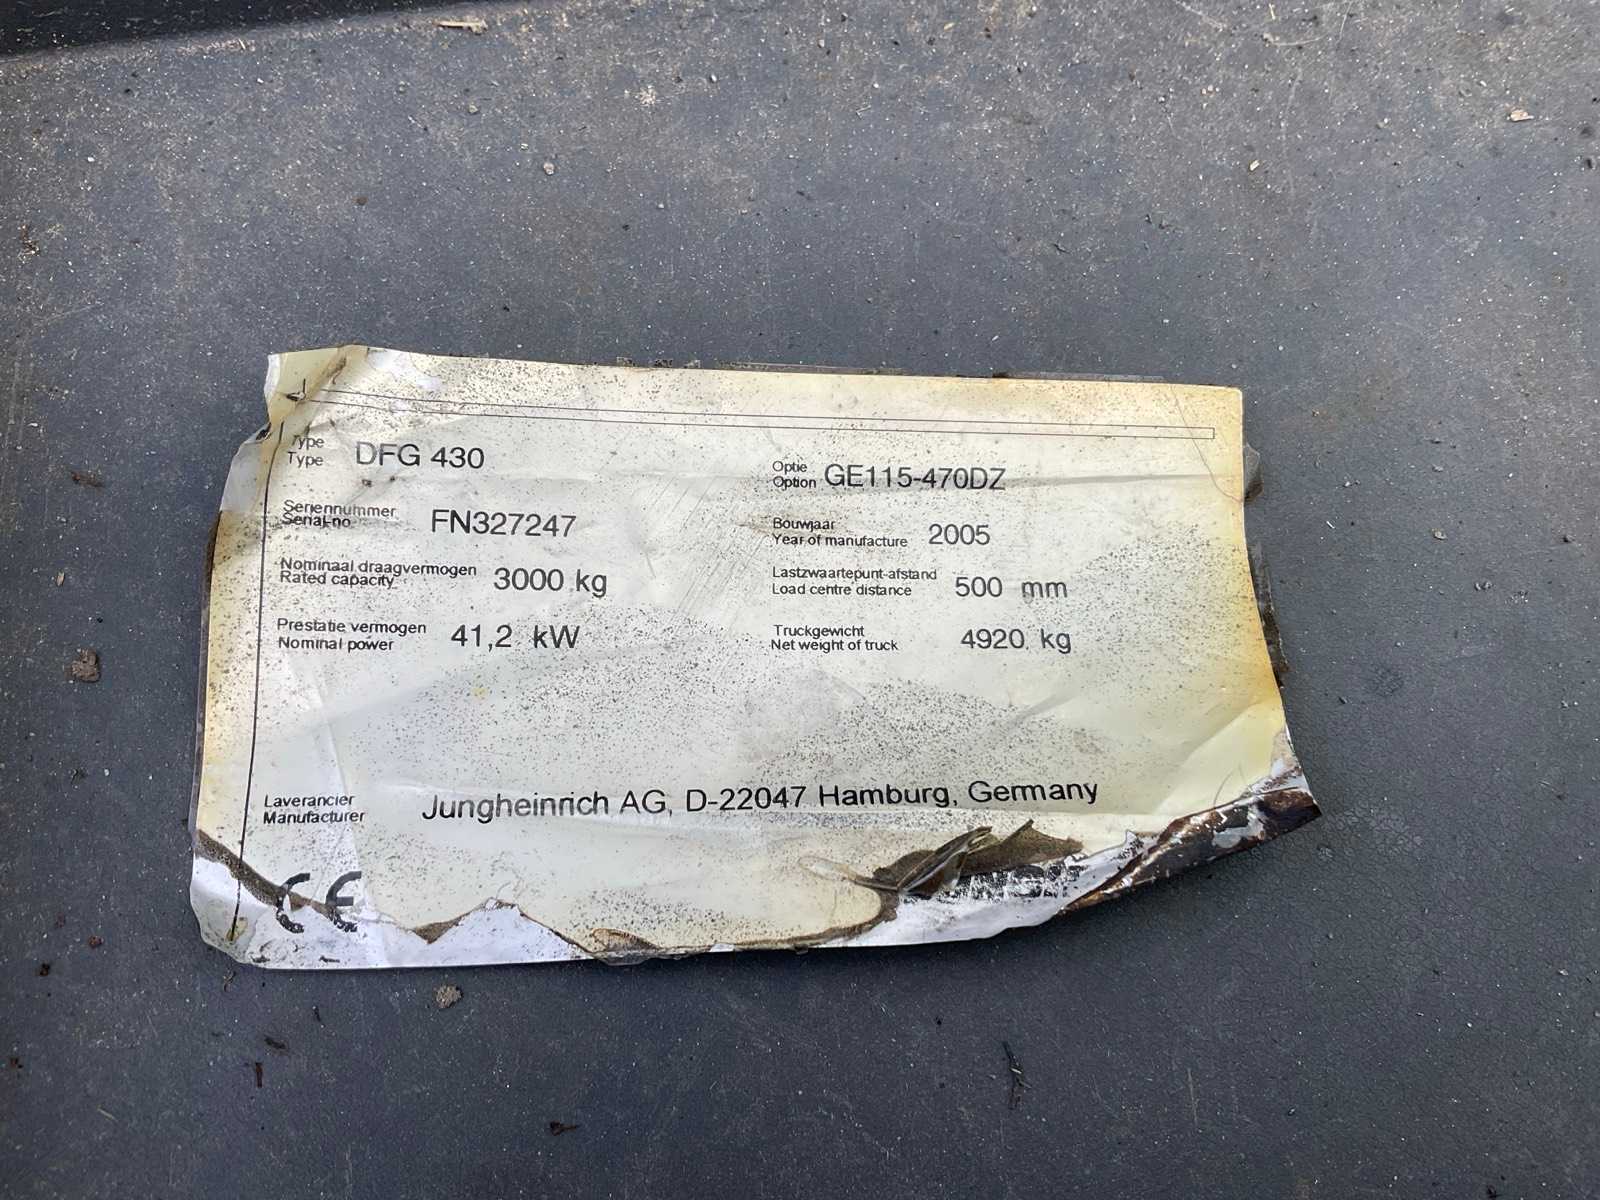 Type
Type DFG 430
Optie
Option GE115-470DZ
Seriennummer
Serial-no FN327247
Bouwjaar
Year of manufacture 2005
Nominaal draagvermogen
Rated capacity 3000 kg
Lastzwaartepunt-afstand
Load centre distance 500 mm
Prestatie vermogen
Nominal power 41,2 kW
Truckgewicht
Net weight of truck 4920 kg
Laverancier
Manufacturer Jungheinrich AG, D-22047 Hamburg, Germany
CE